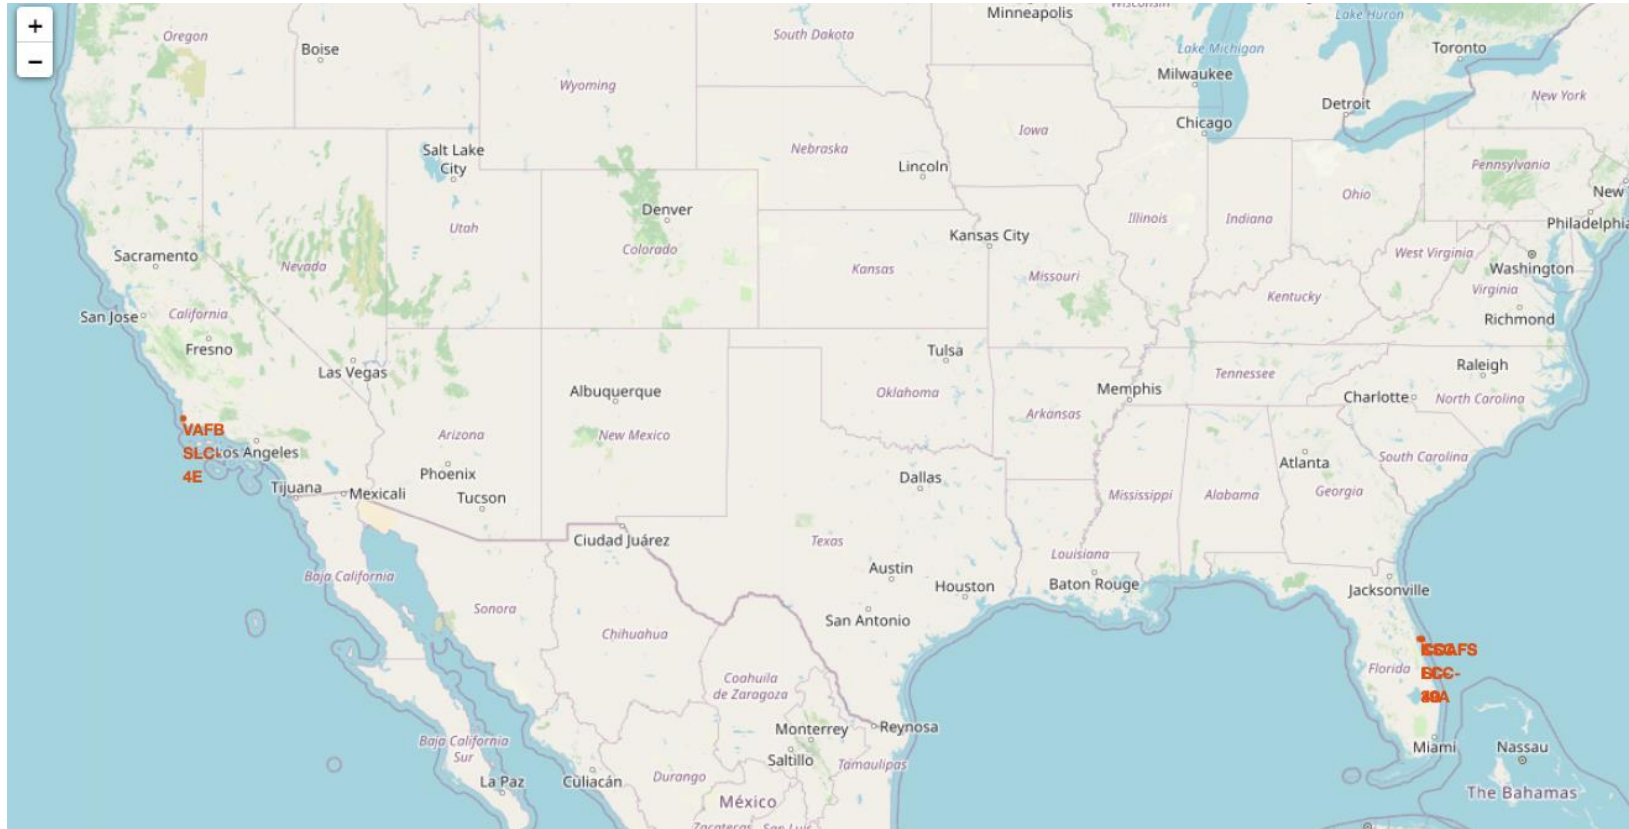 +
−
Minneapolis
Lake Huron
Oregon
Boise
South Dakota
Lake Michigan
Toronto
Milwaukee
Wyoming
Detroit
New York
Chicago
Iowa
Salt Lake
City
Nebraska
Lincoln
Pennsylvania
New
Denver
Ohio
Illinois
Indiana
Philadelphia
Utah
Kansas City
Colorado
Sacramento
Nevada
Kansas
Missouri
West Virginia
Washington
Virginia
Kentucky
San Jose
California
Richmond
Fresno
Tulsa
Raleigh
Las Vegas
Tennessee
Albuquerque
Oklahoma
Memphis
Charlotte
North Carolina
Arkansas
VAFB
SLC-
4E
Los Angeles
Arizona
New Mexico
South Carolina
Atlanta
Phoenix
Dallas
Tijuana
Mexicali
Tucson
Mississippi
Alabama
Georgia
Ciudad Juárez
Texas
Louisiana
Austin
Baja California
Houston
Baton Rouge
Jacksonville
Sonora
San Antonio
Chihuahua
Florida
Coahuila
de Zaragoza
Monterrey
Reynosa
Baja California
Sur
Saltillo
Tamaulipas
Miami
Nassau
La Paz
Culiacán
Durango
The Bahamas
México
Zacatecas
San Luis